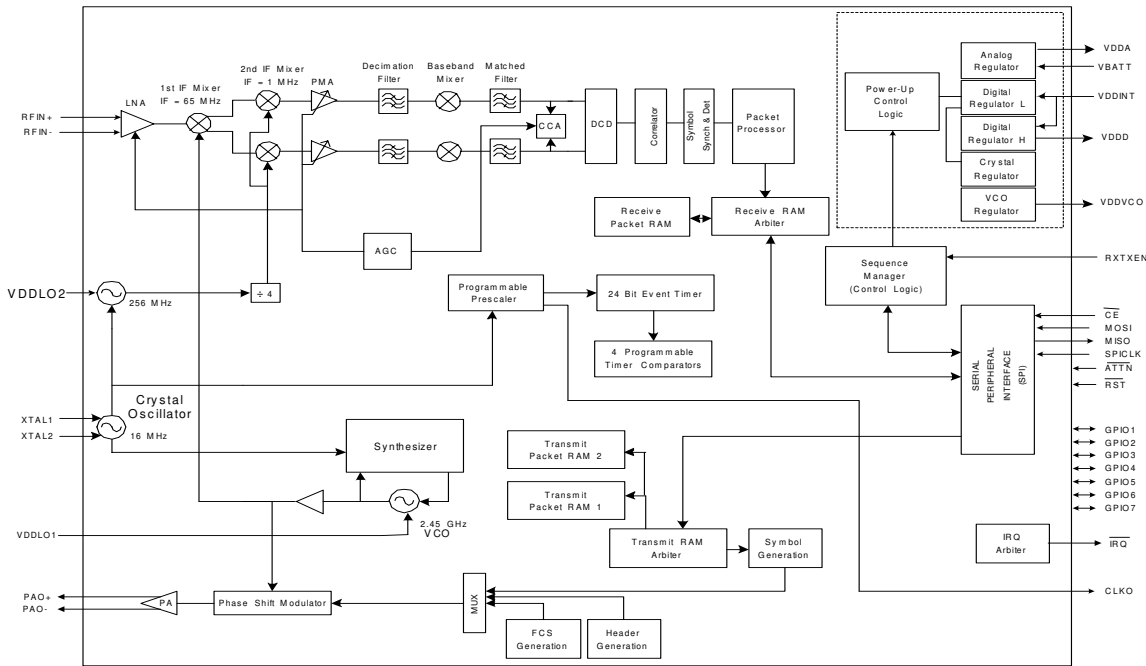 1st IF Mixer
IF = 65 MHz
2nd IF Mixer
IF = 1 MHz
PMA
Decimation
Filter
Baseband
Mixer
Matched
Filter
LNA
RFIN+
RFIN-
CCA
DCD
Correlator
Symbol
Synch & Det
Packet
Processor
Power-Up
Control
Logic
Analog
Regulator
Digital
Regulator L
Digital
Regulator H
Crystal
Regulator
VCO
Regulator
VDDA
VBATT
VDDINT
VDDD
VDDVCO
AGC
Receive
Packet RAM
Receive RAM
Arbiter
Sequence
Manager
(Control Logic)
RXTXEN
VDDLO2
256 MHz
÷ 4
Programmable
Prescaler
24 Bit Event Timer
4 Programmable
Timer Comparators
SERIAL
PERIPHERAL
INTERFACE
(SPI)
CE
MOSI
MISO
SPICLK
ATTN
RST
Crystal
Oscillator
XTAL1
XTAL2
16 MHz
Synthesizer
Transmit
Packet RAM 2
Transmit
Packet RAM 1
GPIO1
GPIO2
GPIO3
GPIO4
GPIO5
GPIO6
GPIO7
2.45 GHz
VCO
VDDLO1
Transmit RAM
Arbiter
Symbol
Generation
IRQ
Arbiter
IRQ
PAO+
PAO-
PA
Phase Shift Modulator
MUX
FCS
Generation
Header
Generation
CLKO